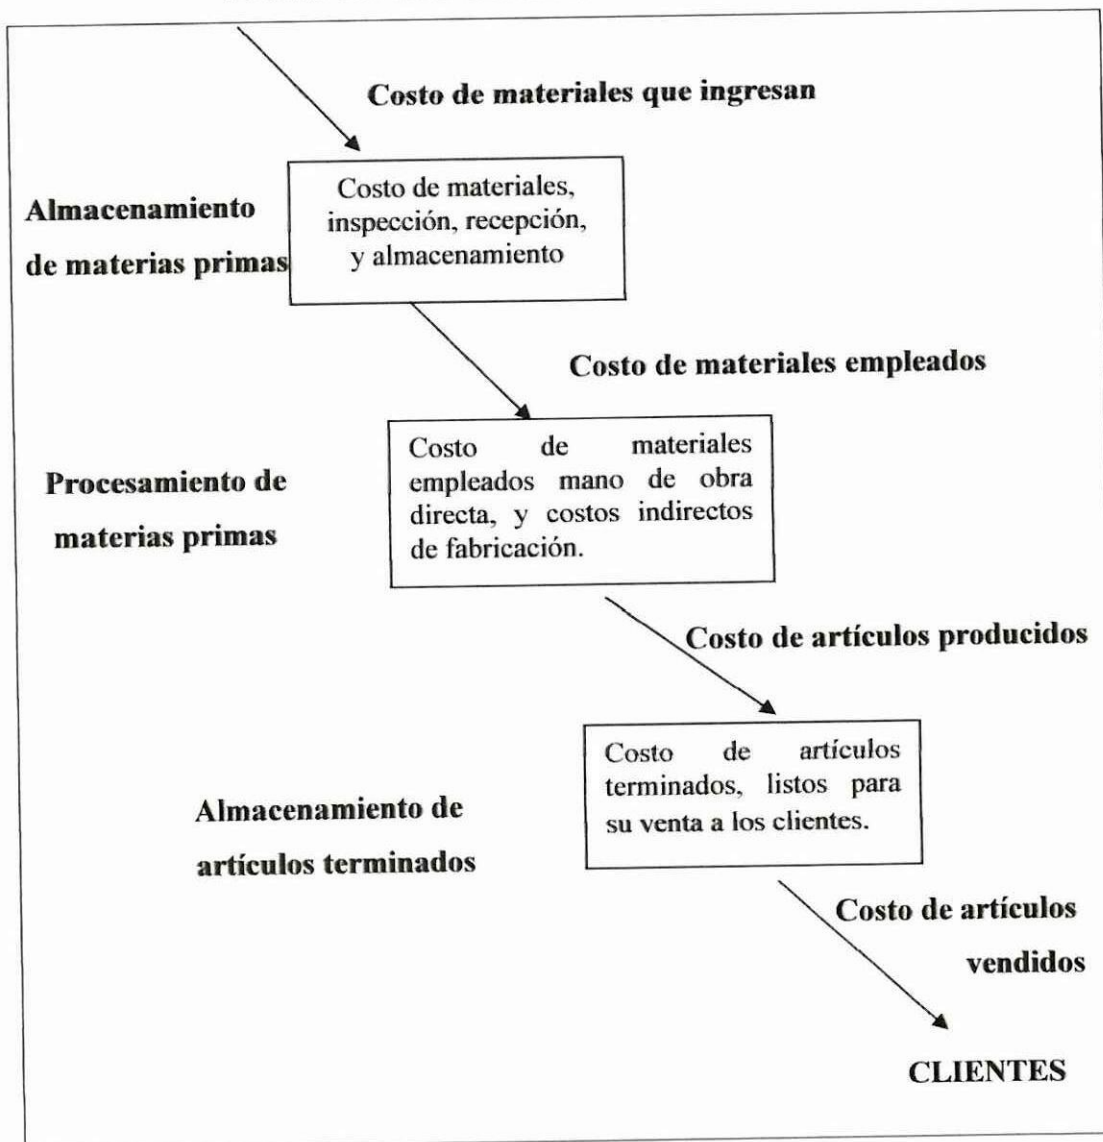 Costo de materiales que ingresan
Almacenamiento
de materias primas
Costo de materiales,
inspección, recepción,
y almacenamiento
Costo de materiales empleados
Procesamiento de
materias primas
Costo de materiales
empleados mano de obra
directa, y costos indirectos
de fabricación.
Costo de artículos producidos
Almacenamiento de
artículos terminados
Costo de artículos
terminados, listos para
su venta a los clientes.
Costo de artículos
vendidos
CLIENTES